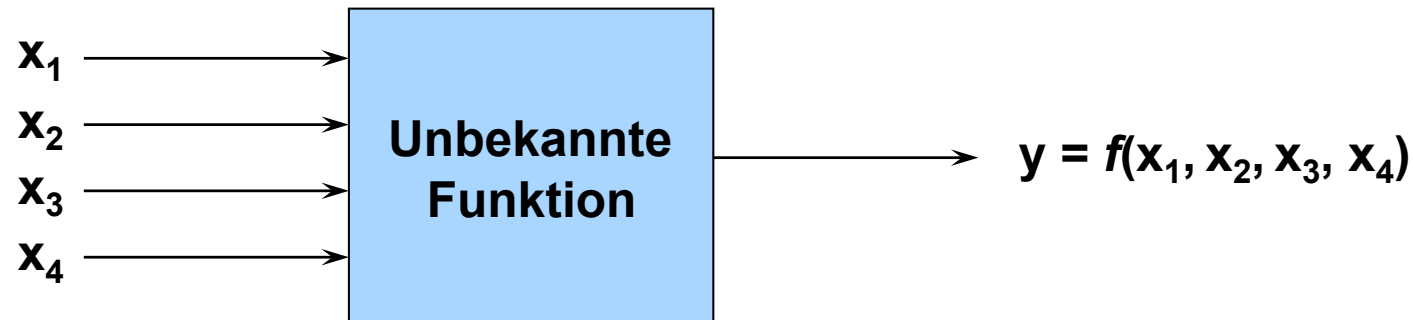 x₁
x₂
x₃
x₄
Unbekannte
Funktion
y = f(x₁, x₂, x₃, x₄)